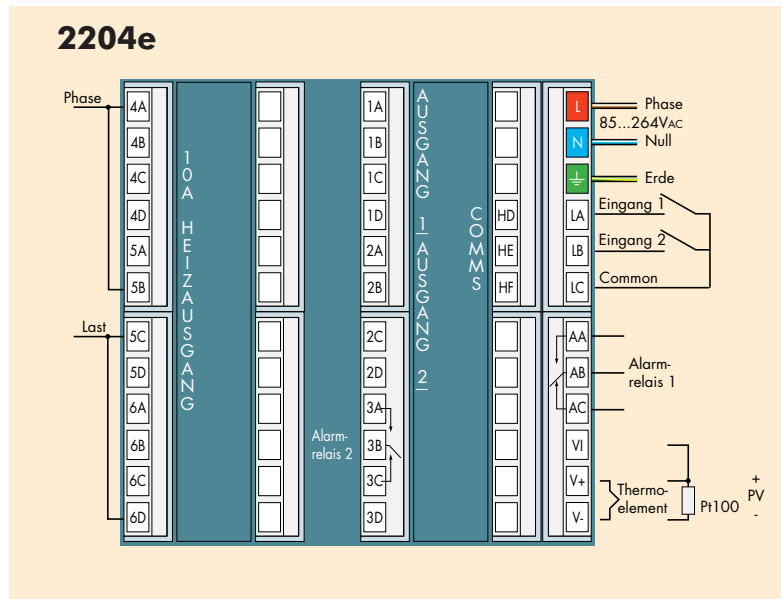 2204e
Phase
4A
4B
4C
4D
5A
5B
Last
5C
5D
6A
6B
6C
6D
10A HEIZAUSGANG
1A
1B
1C
1D
2A
2B
2C
2D
3A
3B
3C
3D
Alarm-
relais 2
AUSGANG 1
AUSGANG 2
COMMS
HD
HE
HF
L
N
LA
LB
LC
AA
AB
AC
VI
V+
V-
Phase
85...264VAC
Null
Erde
Eingang 1
Eingang 2
Common
Alarm-
relais 1
Thermo-
element
Pt100
+
PV
-